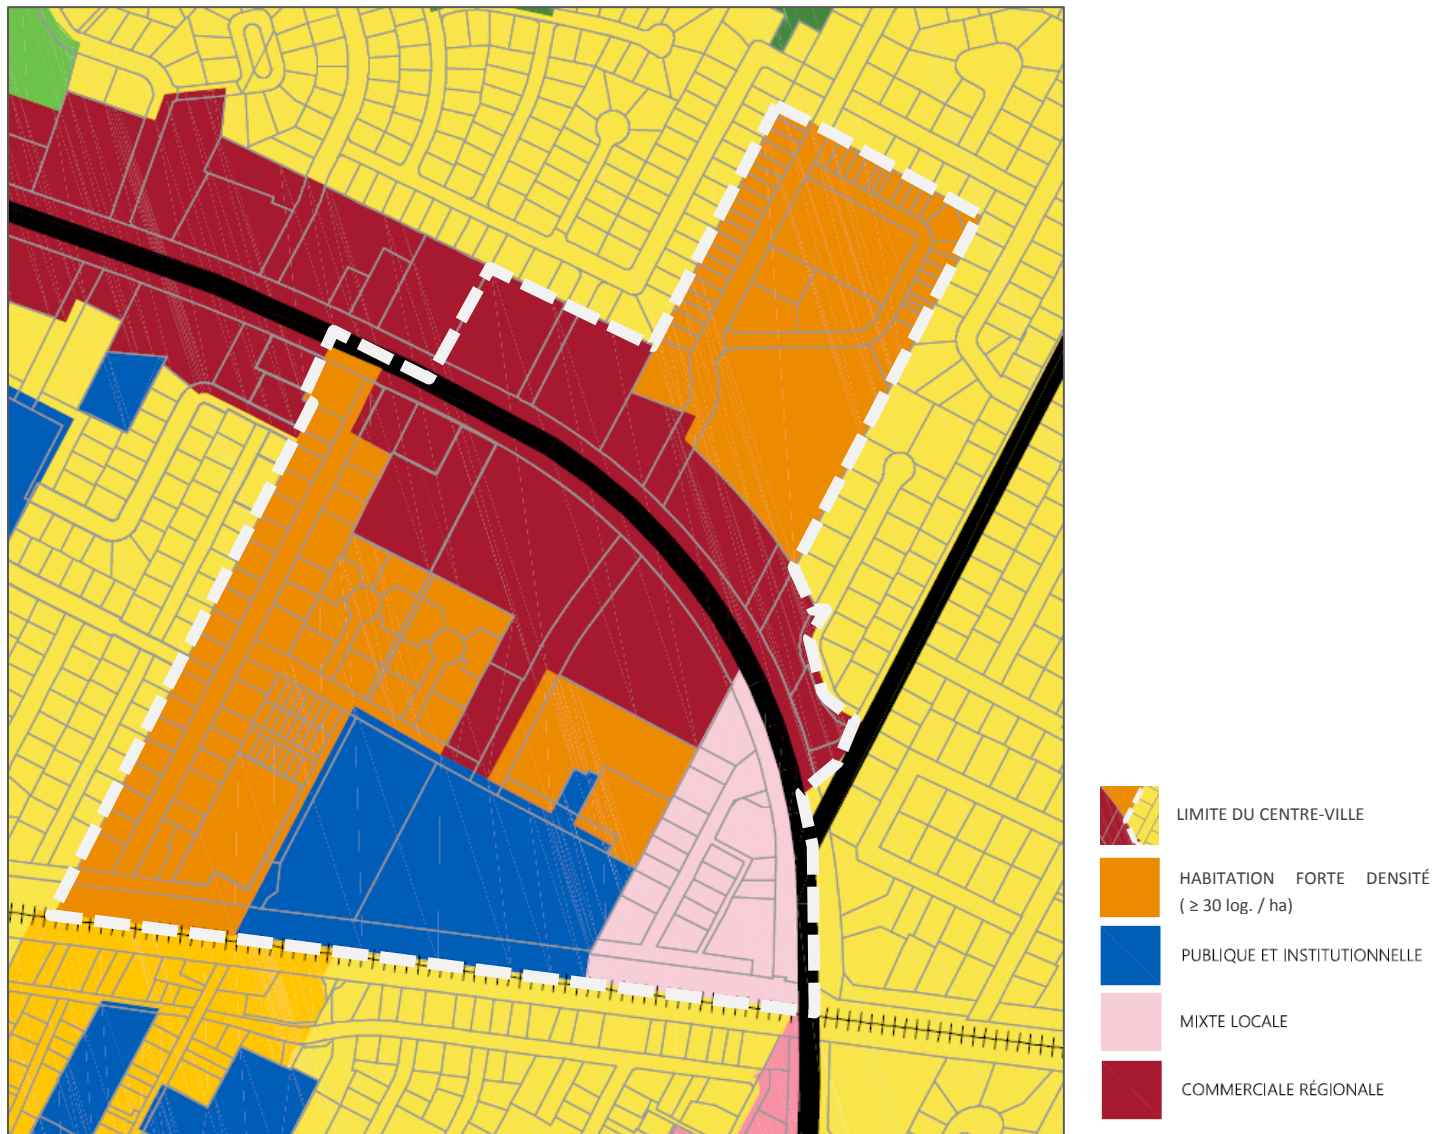 LIMITE DU CENTRE-VILLE
HABITATION FORTE DENSITÉ
( ≥ 30 log. / ha)
PUBLIQUE ET INSTITUTIONNELLE
MIXTE LOCALE
COMMERCIALE RÉGIONALE